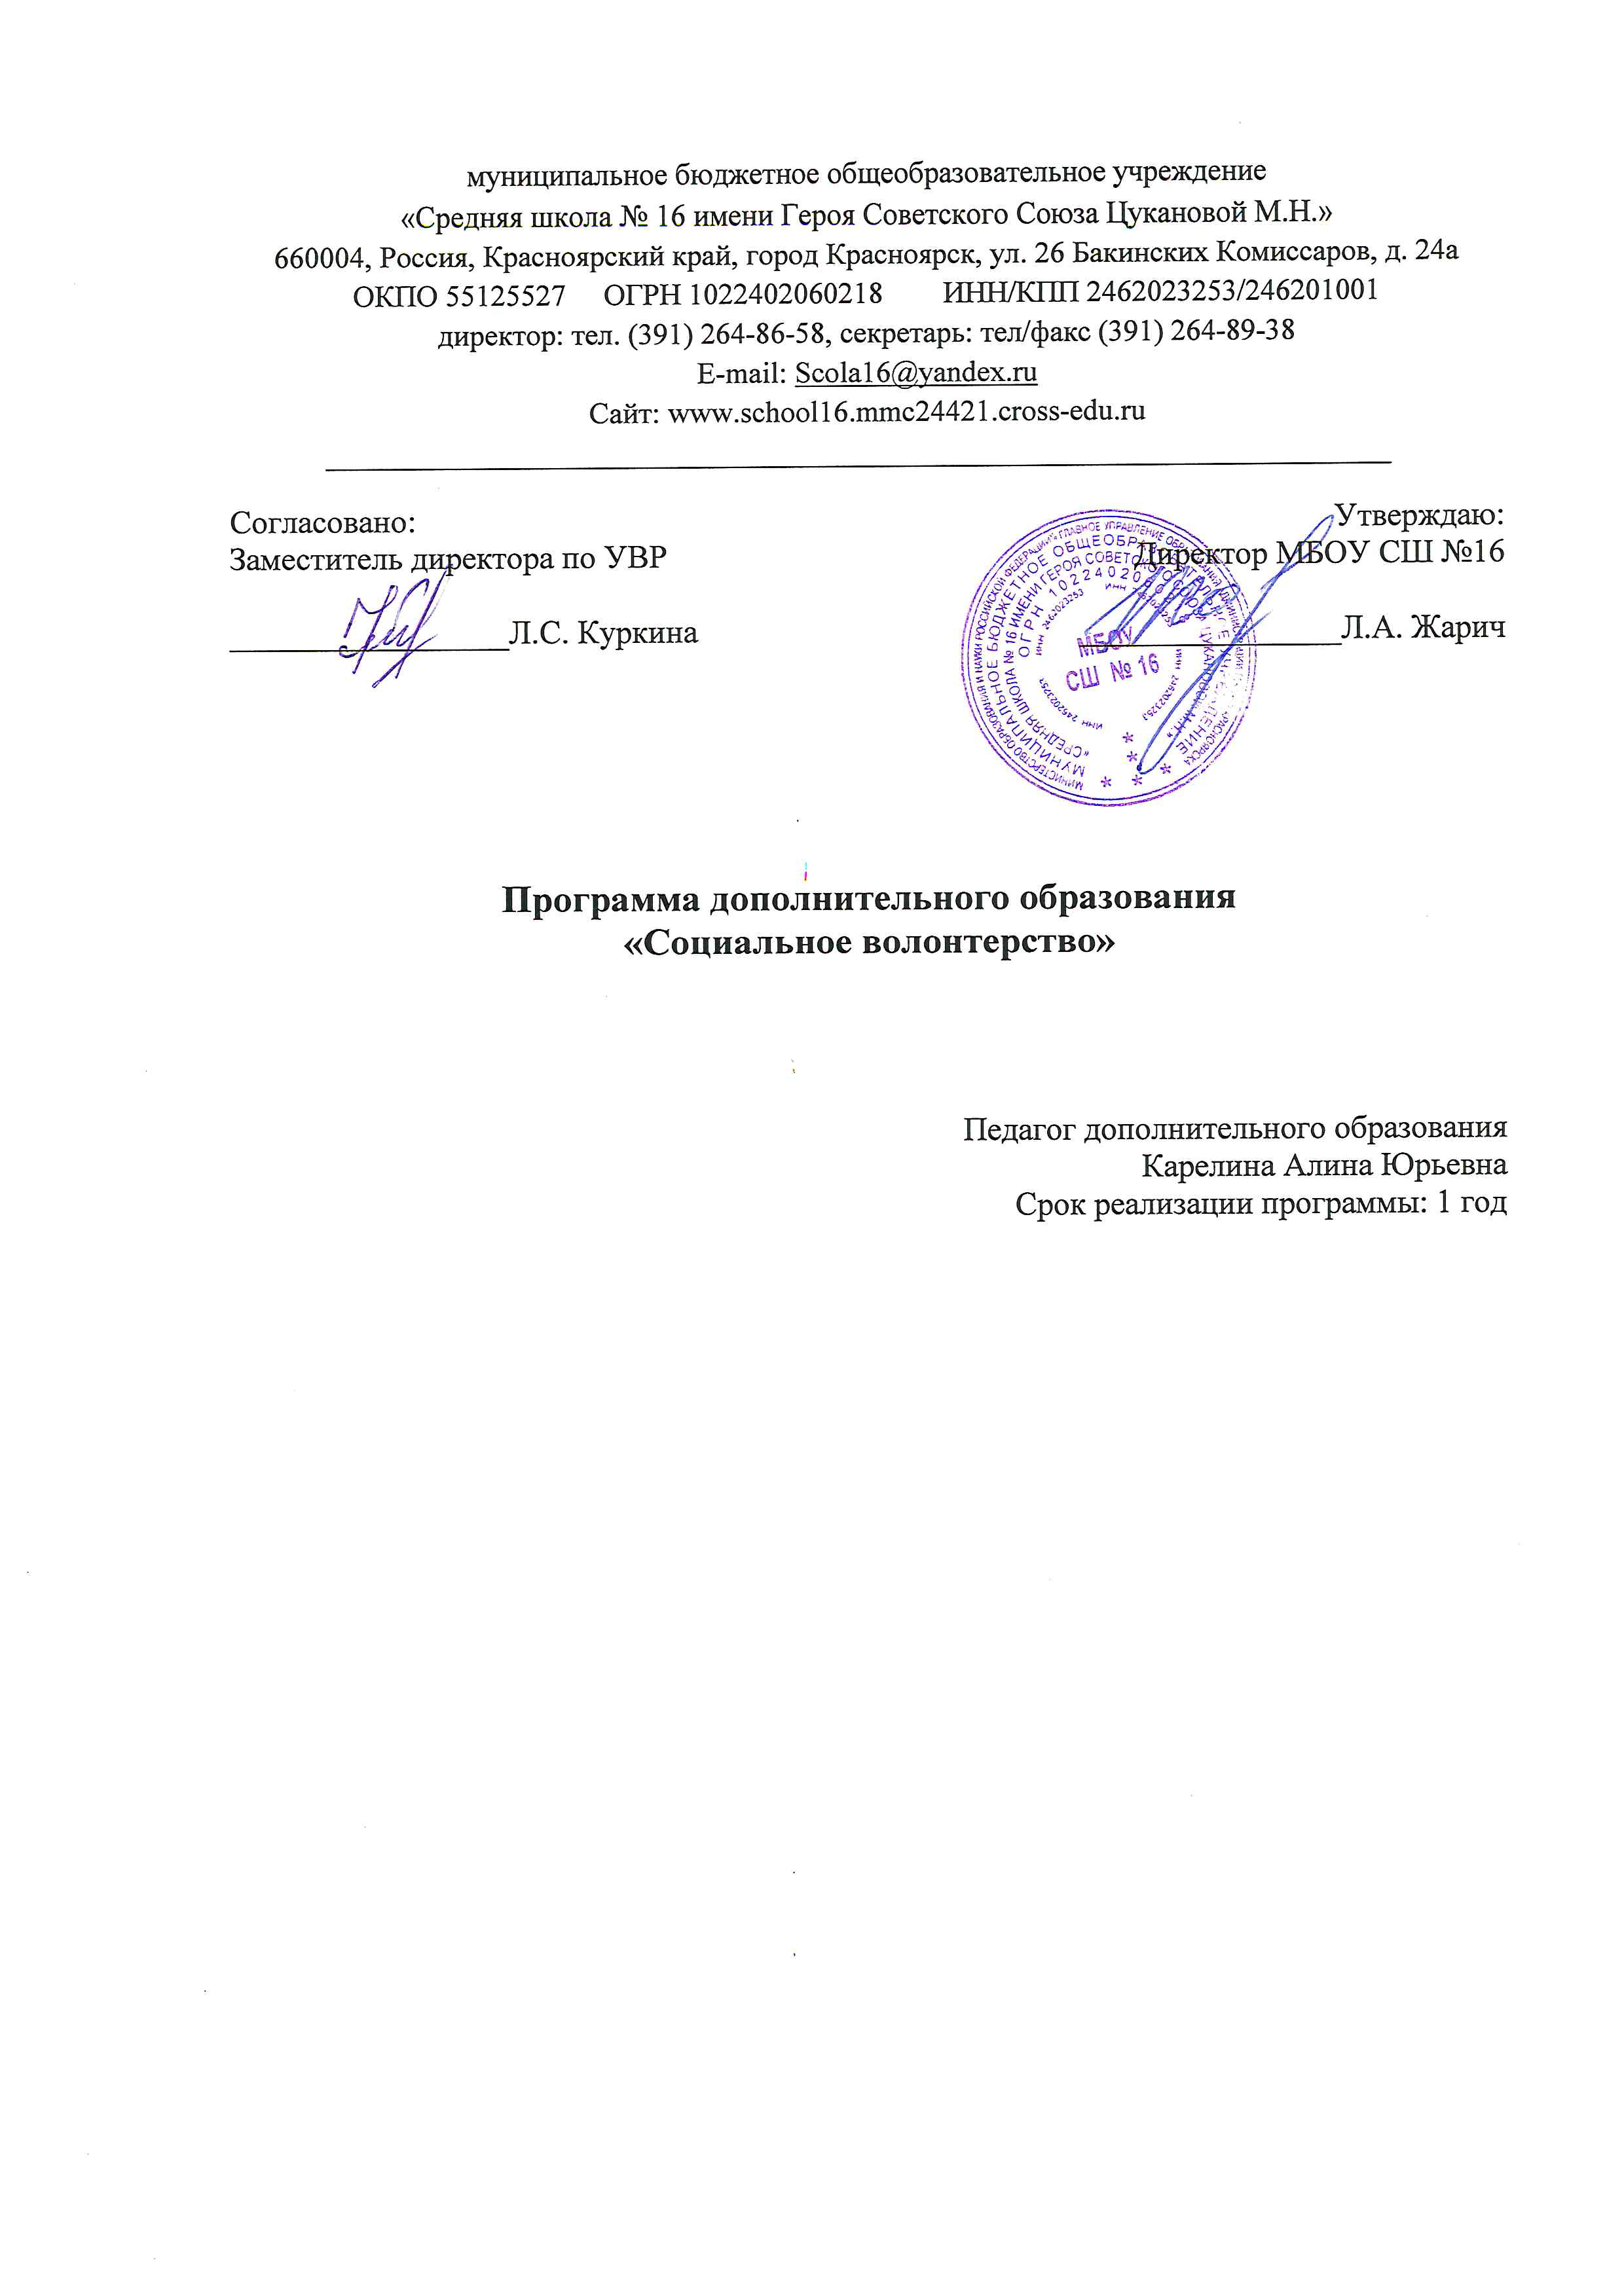 муниципальное бюджетное общеобразовательное учреждение
«Средняя школа № 16 имени Героя Советского Союза Цукановой М.Н.»
660004, Россия, Красноярский край, город Красноярск, ул. 26 Бакинских Комиссаров, д. 24а
ОКПО 55125527 ОГРН 1022402060218 ИНН/КПП 2462023253/246201001
директор: тел. (391) 264-86-58, секретарь: тел/факс (391) 264-89-38
E-mail: Scola16@yandex.ru
Сайт: www.school16.mmc24421.cross-edu.ru
Согласовано:
Заместитель директора по УВР
Л.С. Куркина
Утверждаю:
Директор МБОУ СШ №16
Л.А. Жарич
МБОУ
СШ № 16
Программа дополнительного образования
«Социальное волонтерство»
Педагог дополнительного образования
Карелина Алина Юрьевна
Срок реализации программы: 1 год